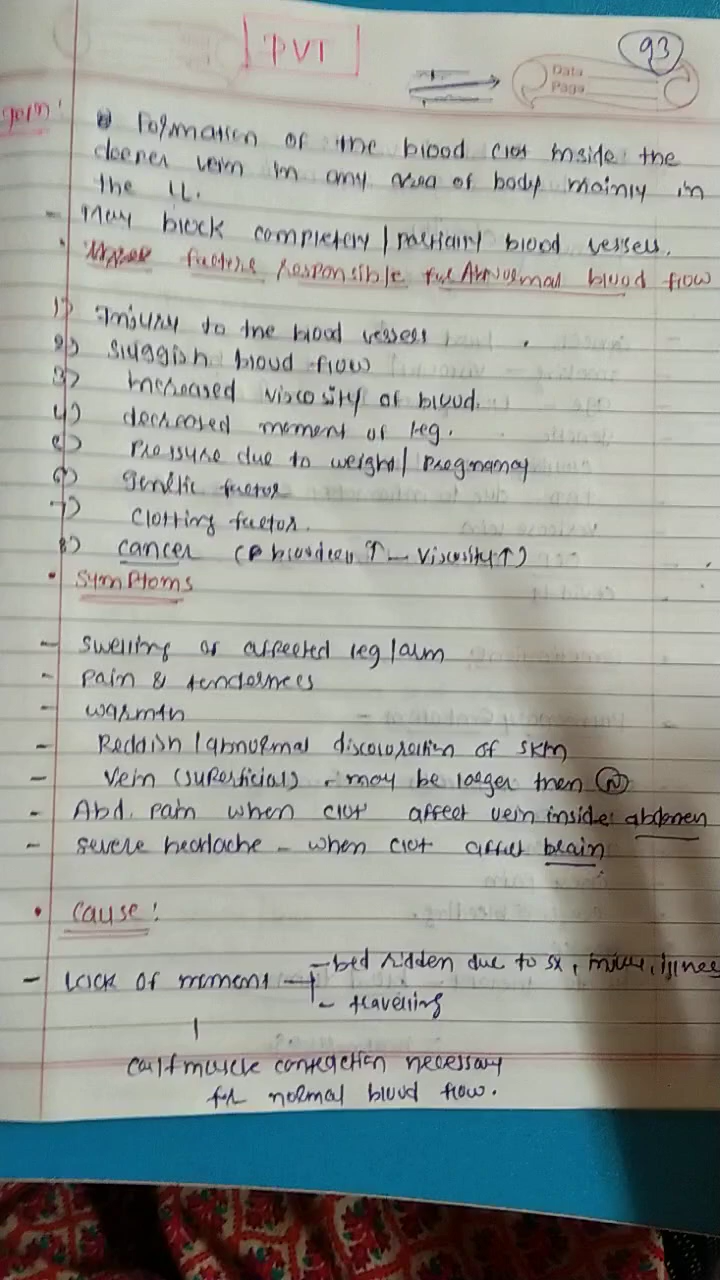 PVT
93
Data
Page
Formation of the blood clot inside the
deeper vein in any area of body mainly in
the LL.
- May block completely / partially blood vessels.
• factors responsible for Abnormal blood flow
1) Injury to the blood vessels
2) Sluggish blood flow
3) Increased viscosity of blood.
4) decreased moment of leg.
5) Pressure due to weight / Pregnancy
6) Genetic factor
7) Clotting factor.
8) cancer ( ↑ - Viscosity ↑)
• Symptoms
- Swelling of affected leg / arm
- Pain & tendernees
- warmth
- Reddish / abnormal discolouration of skin
- Vein (superficial) - may be larger then (N)
- Abd. pain when clot affect vein inside abdomen
- severe headache - when clot affect brain
• Cause :
- Lack of moment - bed ridden due to sx, illness
- travelling
calf muscle contraction necessary
for normal blood flow.